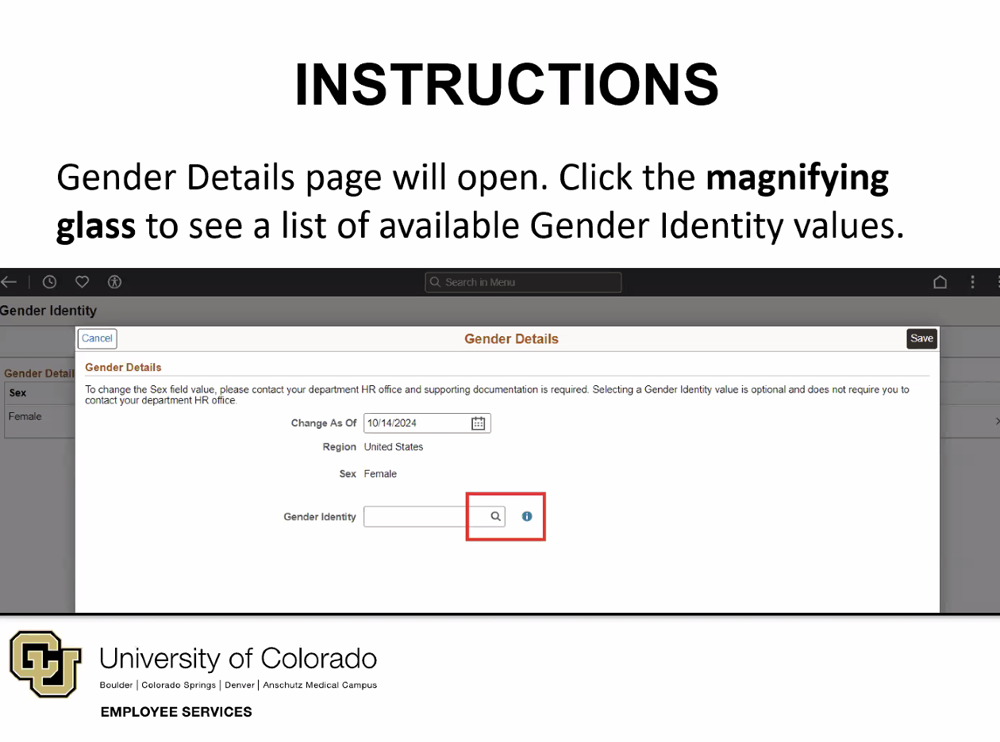 INSTRUCTIONS
Gender Details page will open. Click the magnifying
glass to see a list of available Gender Identity values.
Search in Menu
Gender Identity
Cancel
Gender Details
Save
Gender Detail
Sex
Female
Gender Details
To change the Sex field value, please contact your department HR office and supporting documentation is required. Selecting a Gender Identity value is optional and does not require you to
contact your department HR office.
Change As Of 10/14/2024
Region United States
Sex Female
Gender Identity
CU
University of Colorado
Boulder | Colorado Springs | Denver | Anschutz Medical Campus
EMPLOYEE SERVICES